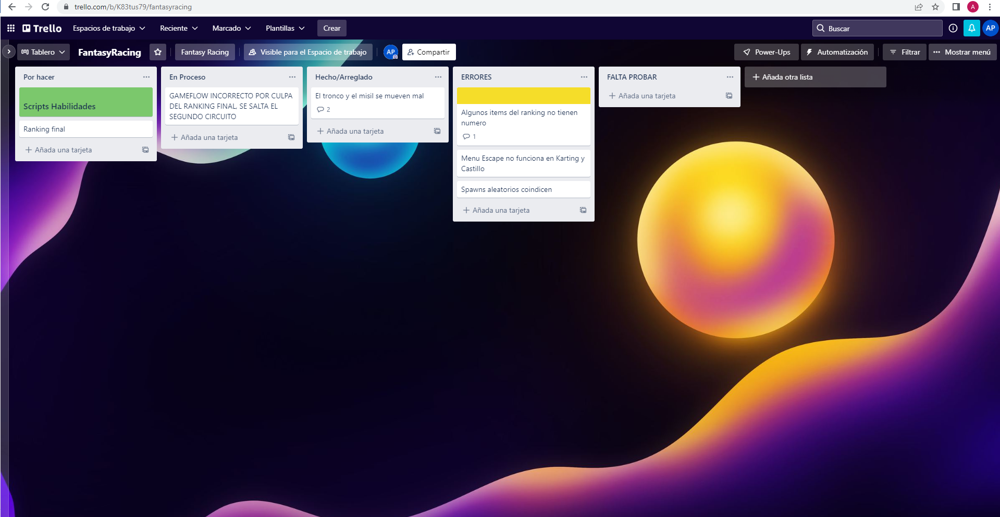 trello.com/b/K83tus79/fantasyracing
A
Trello Espacios de trabajo Reciente Marcado Plantillas Crear Buscar AP
Tablero FantasyRacing Fantasy Racing Visible para el Espacio de trabajo AP Compartir Power-Ups Automatización Filtrar Mostrar menú
Por hacer
Scripts Habilidades
Ranking final
Añada una tarjeta
En Proceso
GAMEFLOW INCORRECTO POR CULPA
DEL RANKING FINAL, SE SALTA EL
SEGUNDO CIRCUITO
Añada una tarjeta
Hecho/Arreglado
El tronco y el misil se mueven mal
2
Añada una tarjeta
ERRORES
Algunos items del ranking no tienen
numero
1
Menu Escape no funciona en Karting y
Castillo
Spawns aleatorios coindicen
Añada una tarjeta
FALTA PROBAR
Añada una tarjeta
Añada otra lista